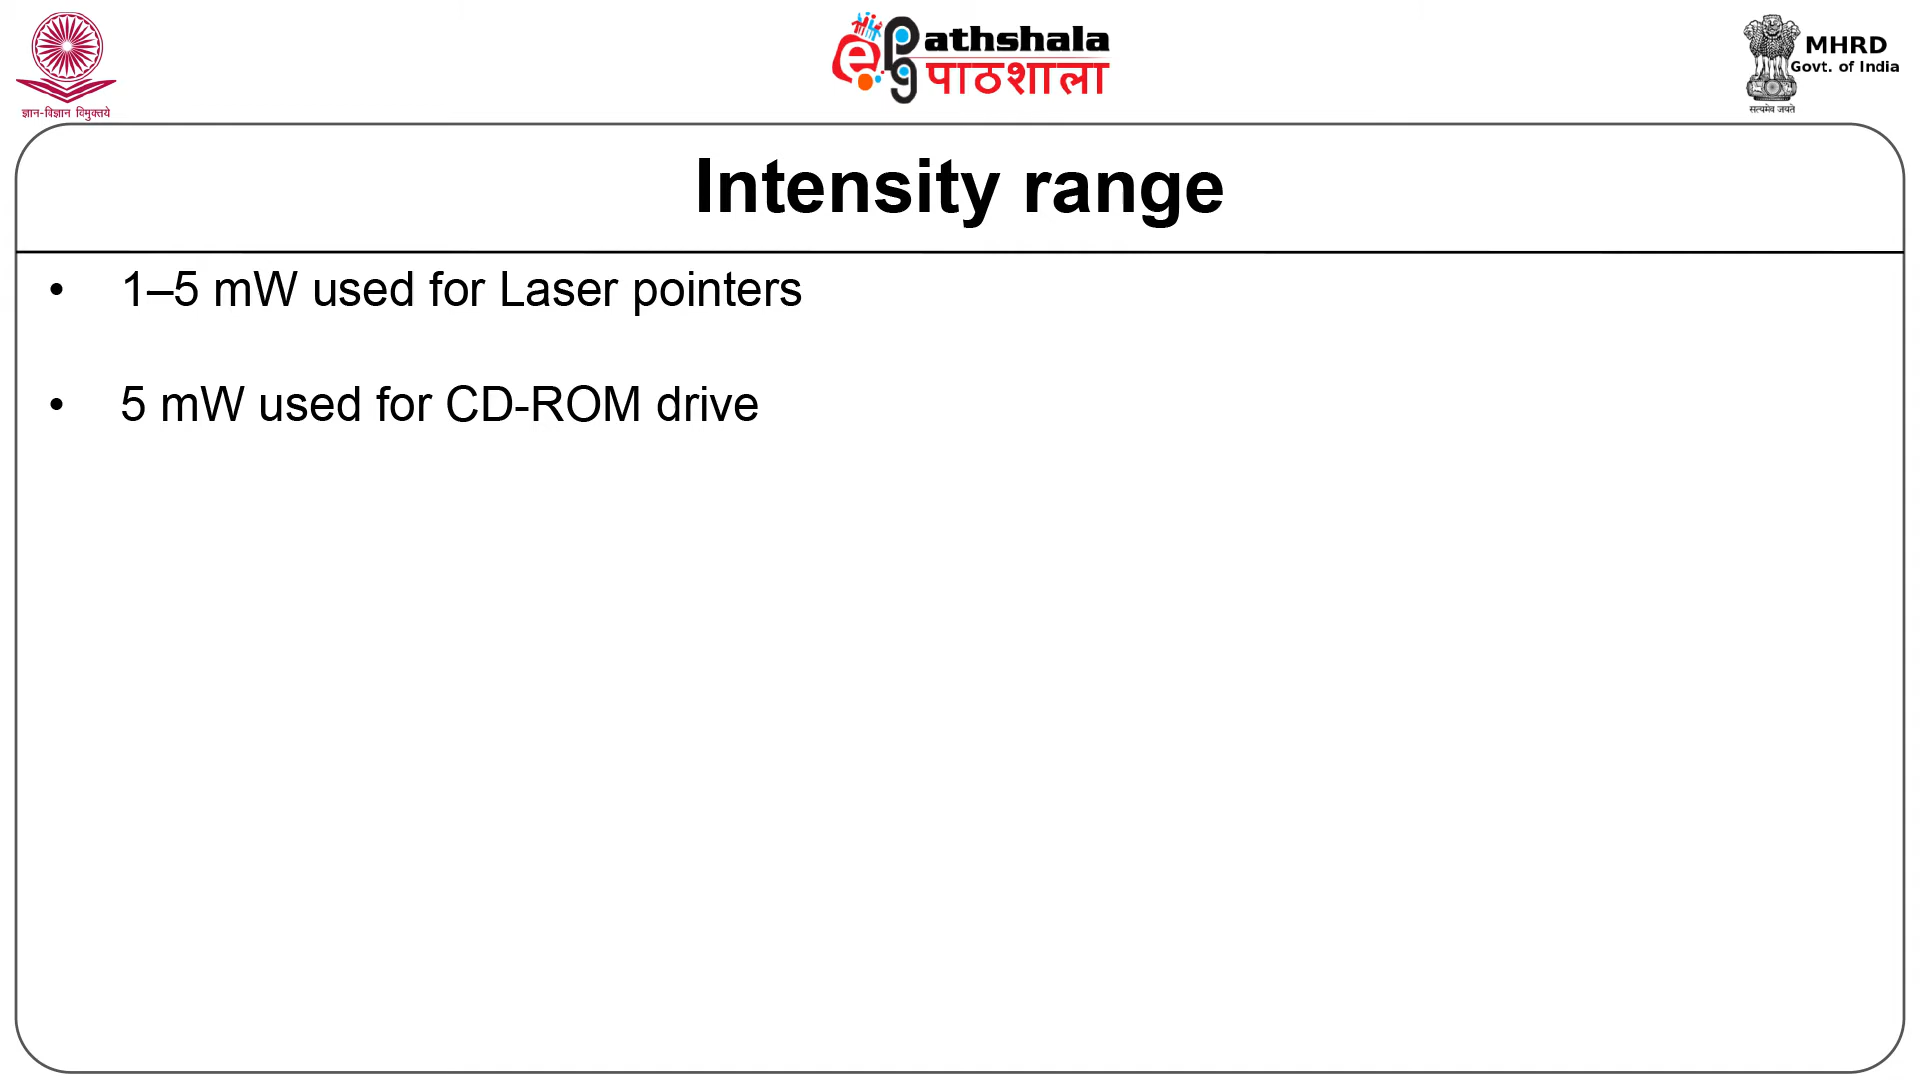 ज्ञान-विज्ञान विमुक्तये
ePg athshala
पाठशाला
MHRD
Govt. of India
सत्यमेव जयते
Intensity range
• 1–5 mW used for Laser pointers
• 5 mW used for CD-ROM drive